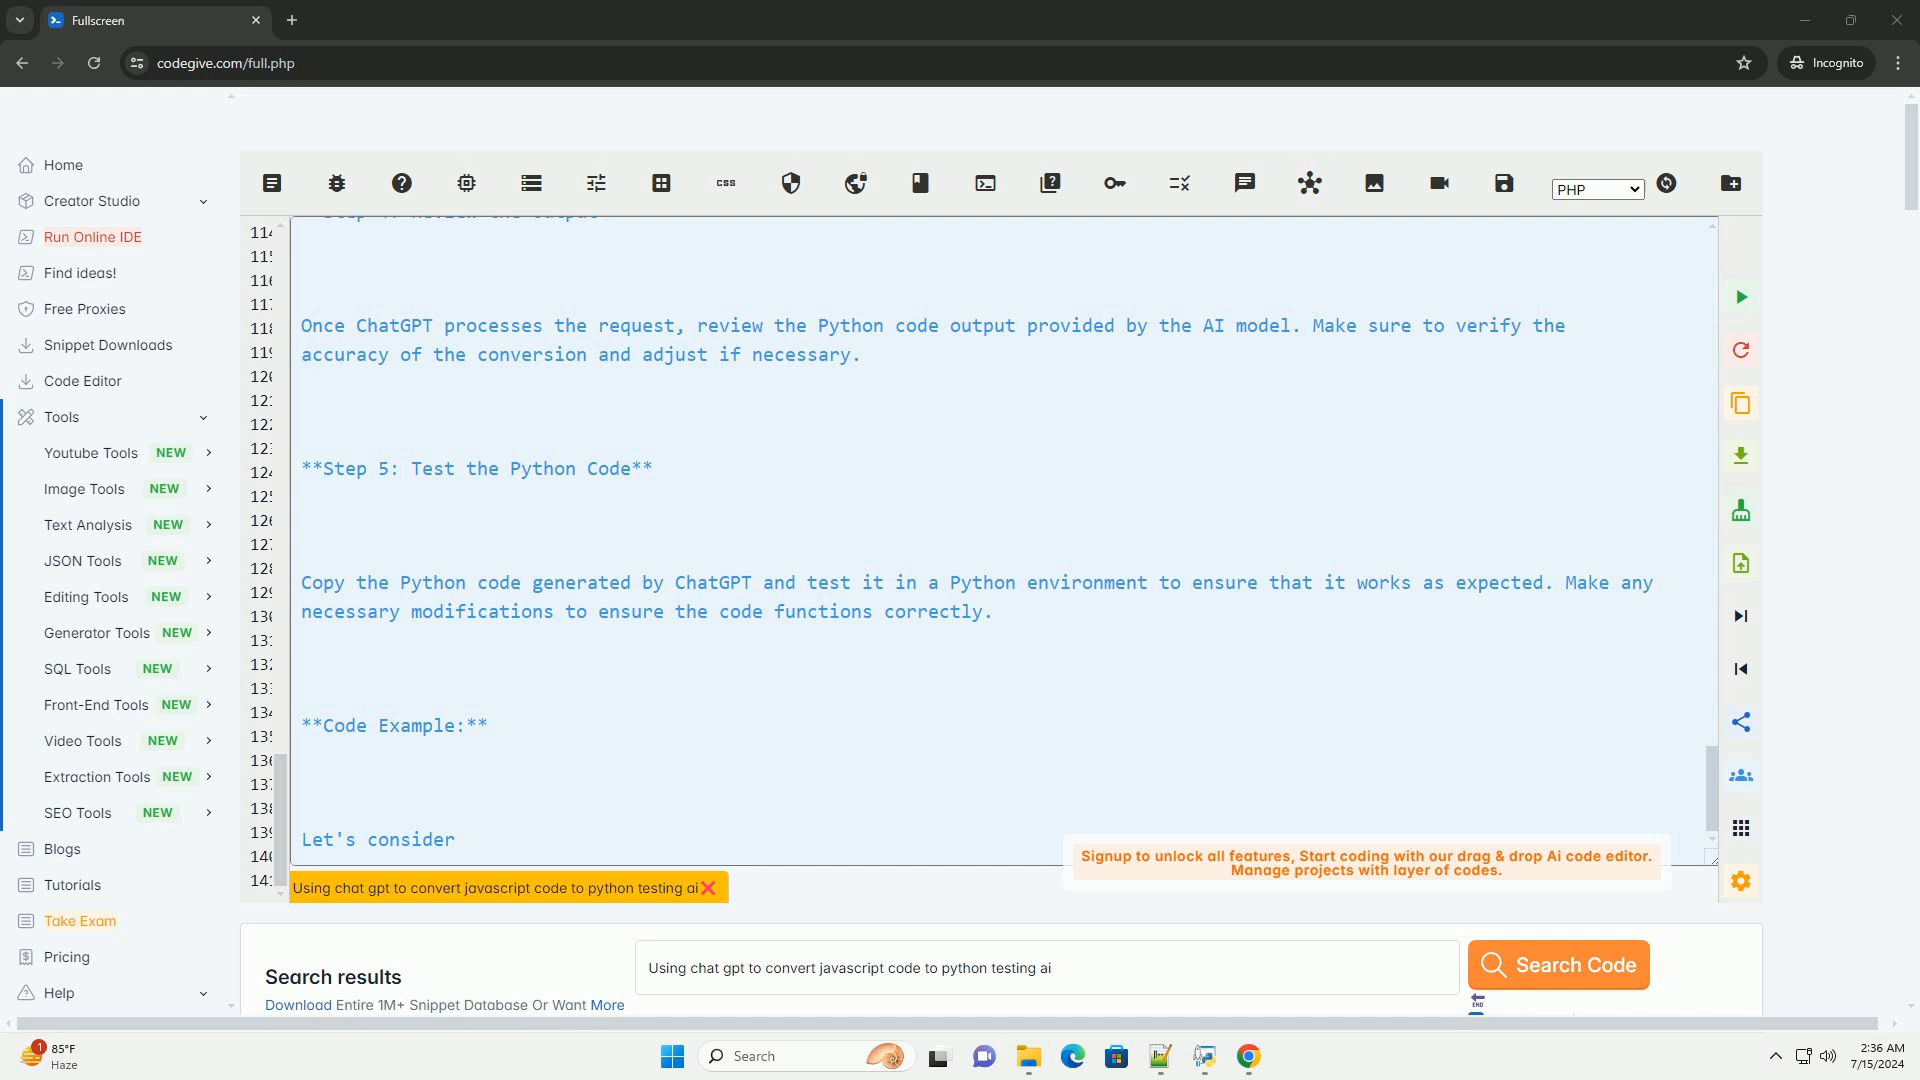 Fullscreen
codegive.com/full.php
Incognito
Home
Creator Studio
Run Online IDE
Find ideas!
Free Proxies
Snippet Downloads
Code Editor
Tools
Youtube Tools NEW
Image Tools NEW
Text Analysis NEW
JSON Tools NEW
Editing Tools NEW
Generator Tools NEW
SQL Tools NEW
Front-End Tools NEW
Video Tools NEW
Extraction Tools NEW
SEO Tools NEW
Blogs
Tutorials
Take Exam
Pricing
Help
CSS
PHP
Once ChatGPT processes the request, review the Python code output provided by the AI model. Make sure to verify the
accuracy of the conversion and adjust if necessary.
**Step 5: Test the Python Code**
Copy the Python code generated by ChatGPT and test it in a Python environment to ensure that it works as expected. Make any
necessary modifications to ensure the code functions correctly.
**Code Example:**
Let's consider
Signup to unlock all features, Start coding with our drag & drop Ai code editor.
Manage projects with layer of codes.
Using chat gpt to convert javascript code to python testing ai
Search results
Using chat gpt to convert javascript code to python testing ai
Search Code
Download Entire 1M+ Snippet Database Or Want More
END
1
85°F
Haze
Search
2:36 AM
7/15/2024